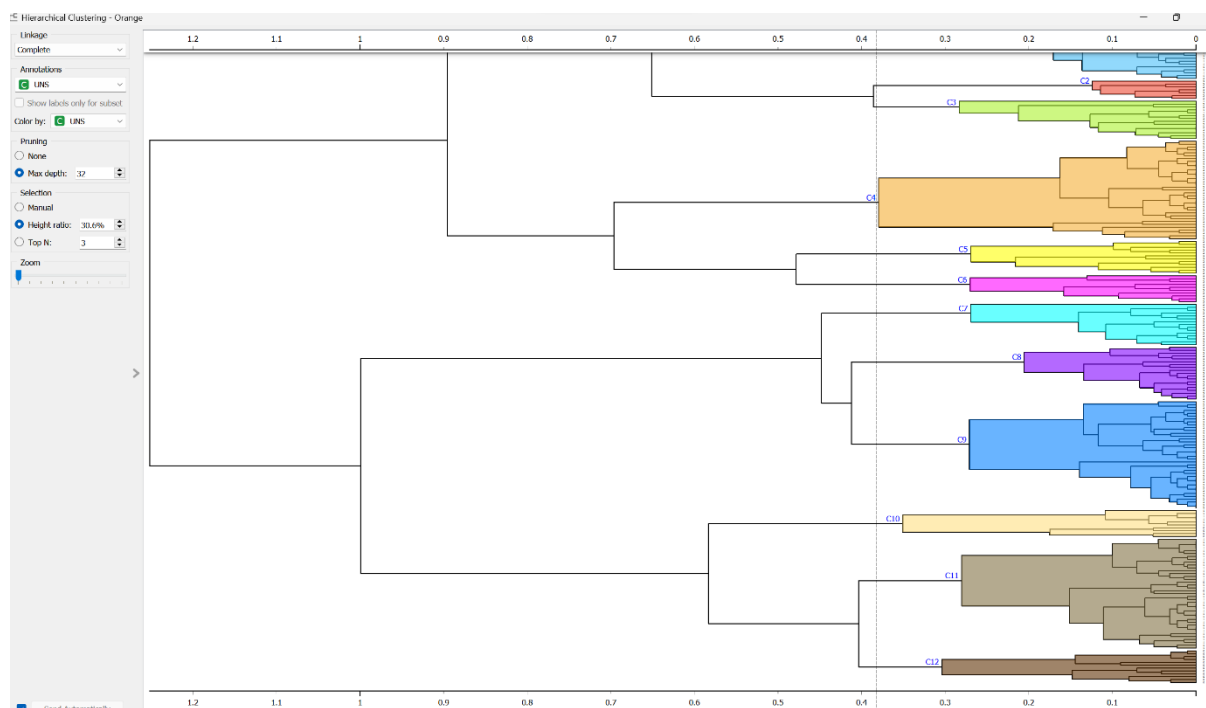 Hierarchical Clustering - Orange
Linkage
Complete
Annotations
C UNS
Show labels only for subset
Color by: C UNS
Pruning
None
Max depth: 32
Selection
Manual
Height ratio: 30.6%
Top N: 3
Zoom
1.2 1.1 1 0.9 0.8 0.7 0.6 0.5 0.4 0.3 0.2 0.1 0
C2
C3
C4
C5
C6
C7
C8
C9
C10
C11
C12
1.2 1.1 1 0.9 0.8 0.7 0.6 0.5 0.4 0.3 0.2 0.1 0
Send Automatically